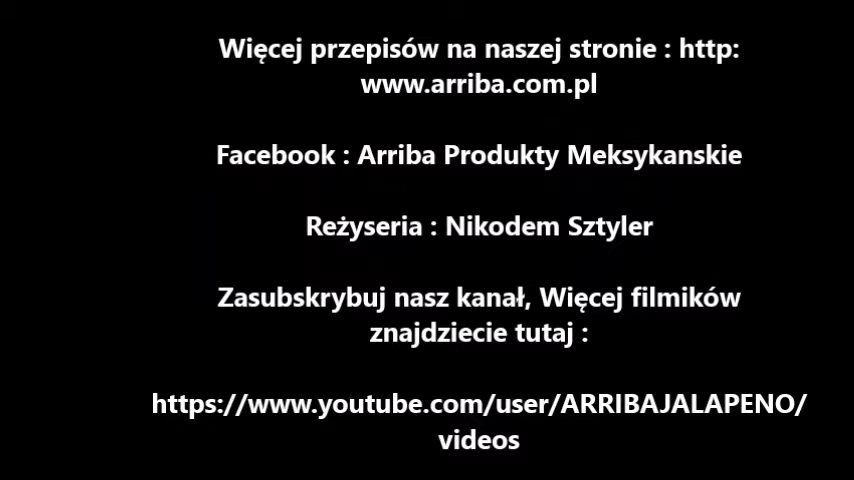 Więcej przepisów na naszej stronie : http:
www.arriba.com.pl
Facebook : Arriba Produkty Meksykanskie
Reżyseria : Nikodem Sztyler
Zasubskrybuj nasz kanał, Więcej filmików
znajdziecie tutaj :
https://www.youtube.com/user/ARRIBAJALAPENO/
videos